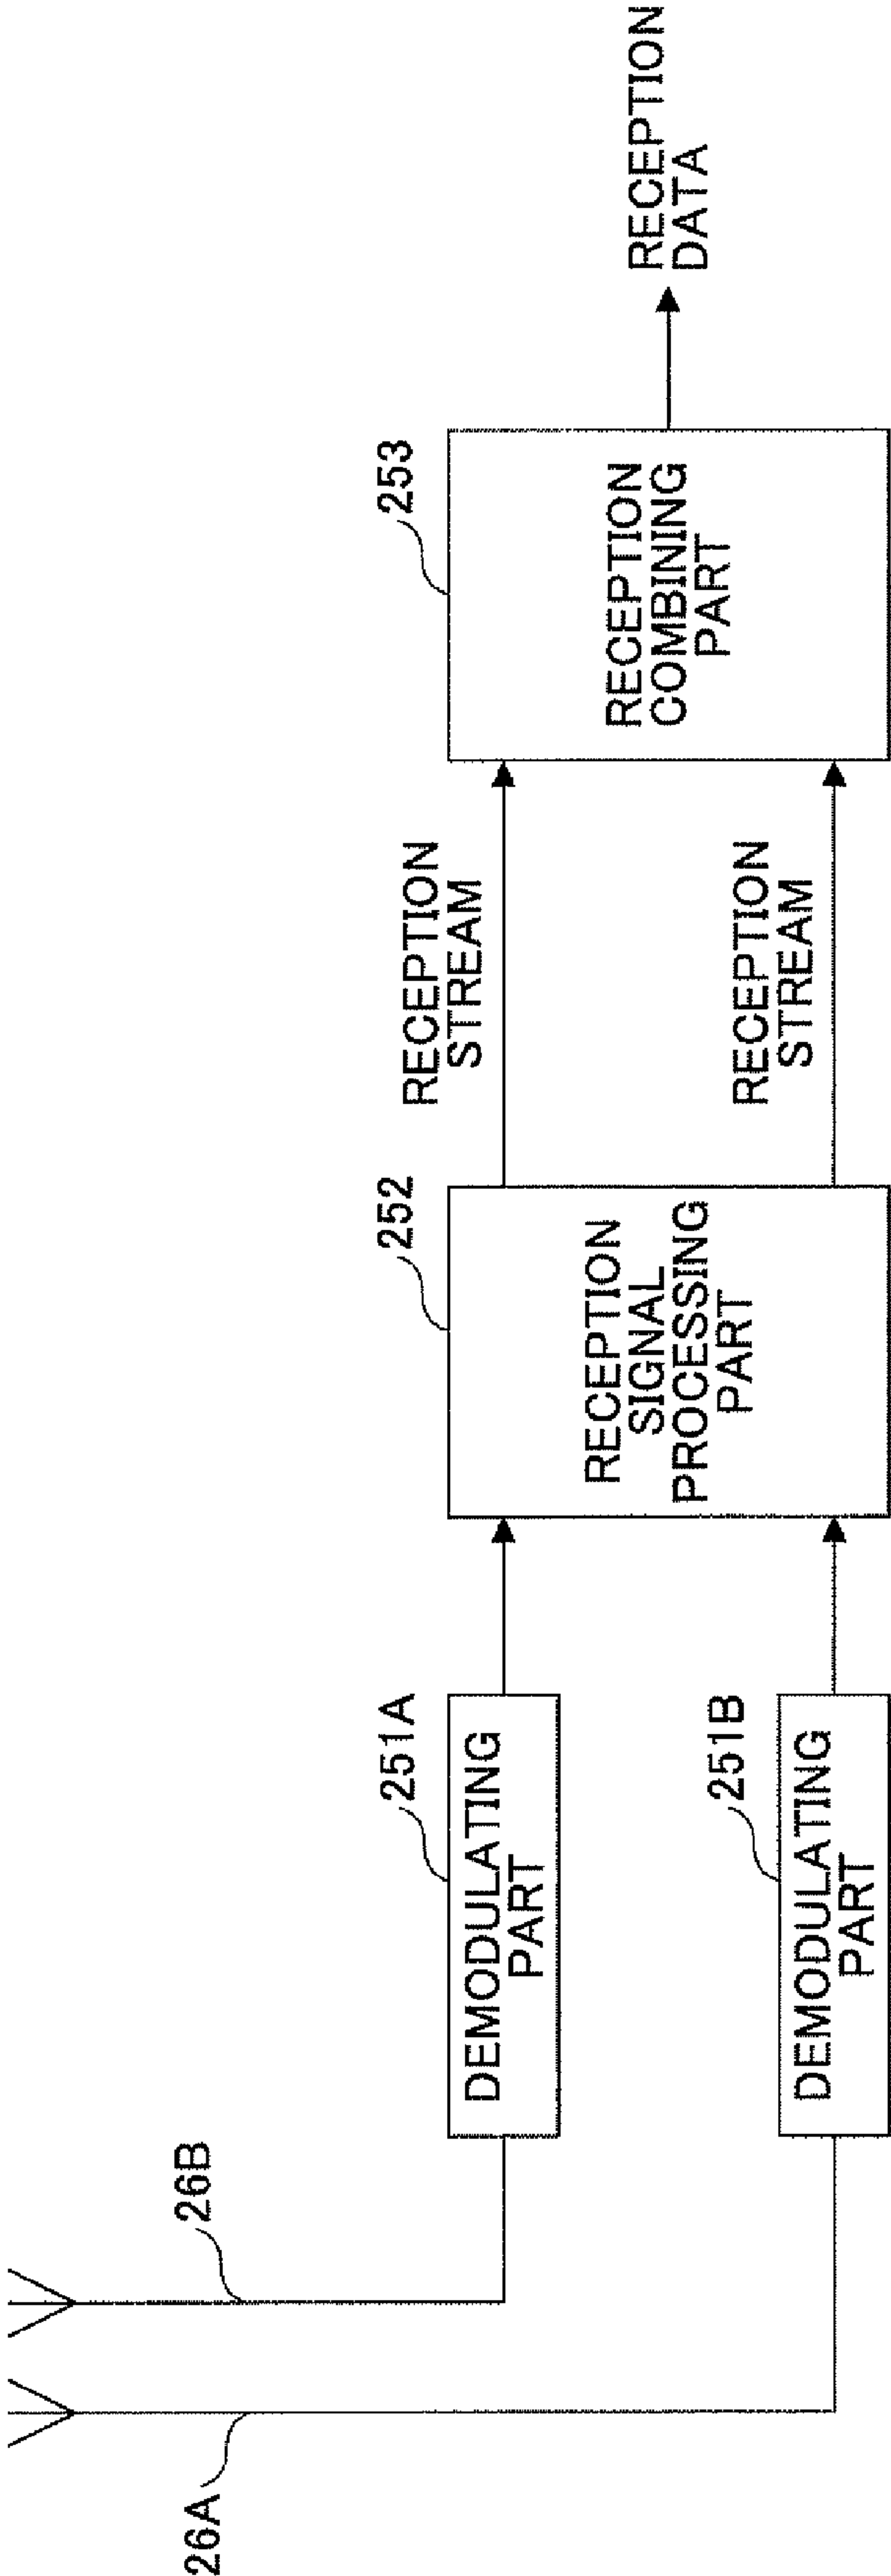 26A
26B
251A
DEMODULATING
PART
251B
DEMODULATING
PART
252
RECEPTION
SIGNAL
PROCESSING
PART
RECEPTION
STREAM
RECEPTION
STREAM
253
RECEPTION
COMBINING
PART
RECEPTION
DATA